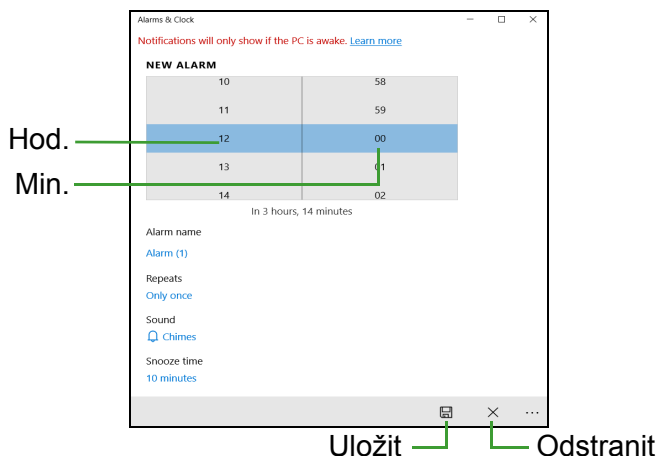 Alarms & Clock
Notifications will only show if the PC is awake. Learn more
NEW ALARM
10 58
11 59
Hod. 12 00
Min. 13 01
14 02
In 3 hours, 14 minutes
Alarm name
Alarm (1)
Repeats
Only once
Sound
Chimes
Snooze time
10 minutes
Uložit Odstranit